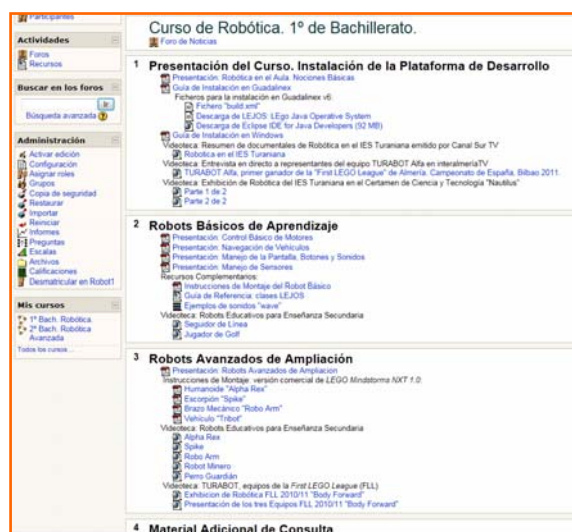 Participantes
Actividades
Foros
Recursos
Buscar en los foros
Ir
Búsqueda avanzada
Administración
Activar edición
Configuración
Asignar roles
Grupos
Copia de seguridad
Restaurar
Importar
Reiniciar
Informes
Preguntas
Escalas
Archivos
Calificaciones
Desmatricular en Robot1
Mis cursos
1º Bach. Robótica.
2º Bach. Robótica
Avanzada
Todos los cursos ...
Curso de Robótica. 1º de Bachillerato.
Foro de Noticias
1 Presentación del Curso. Instalación de la Plataforma de Desarrollo
Presentación: Robótica en el Aula. Nociones Básicas
Guía de Instalación en Guadalinex
Ficheros para la instalación en Guadalinex v6:
Fichero "build.xml"
Descarga de LEJOS: LEgo Java Operative System
Descarga de Eclipse IDE for Java Developers (92 MB)
Guía de Instalación en Windows
Videoteca: Resumen de documentales de Robótica en el IES Turaniana emitido por Canal Sur TV
Robotica en el IES Turaniana
Videoteca: Entrevista en directo a representantes del equipo TURABOT Alfa en interalmeríaTV
TURABOT Alfa, primer ganador de la "First LEGO League" de Almería. Campeonato de España, Bilbao 2011.
Videoteca: Exhibición de Robótica del IES Turaniana en el Certamen de Ciencia y Tecnología "Nautilus"
Parte 1 de 2
Parte 2 de 2
2 Robots Básicos de Aprendizaje
Presentación: Control Básico de Motores
Presentación: Navegación de Vehículos
Presentación: Manejo de la Pantalla, Botones y Sonidos
Presentación: Manejo de Sensores
Recursos Complementarios:
Instrucciones de Montaje del Robot Básico
Guía de Referencia: clases LEJOS
Ejemplos de sonidos "wave"
Videoteca: Robots Educativos para Enseñanza Secundaria
Seguidor de Línea
Jugador de Golf
3 Robots Avanzados de Ampliación
Presentación: Robots Avanzados de Ampliacion
Instrucciones de Montaje: versión comercial de LEGO Mindstorms NXT 1.0:
Humanoide "Alpha Rex"
Escorpión "Spike"
Brazo Mecánico "Robo Arm"
Vehículo "Tribot"
Videoteca: Robots Educativos para Enseñanza Secundaria
Alpha Rex
Spike
Robo Arm
Robot Minero
Perro Guardián
Videoteca: TURABOT, equipos de la First LEGO League (FLL)
Exhibicion de Robótica FLL 2010/11 "Body Forward"
Presentación de los tres Equipos FLL 2010/11 "Body Forward"
4 Material Adicional de Consulta